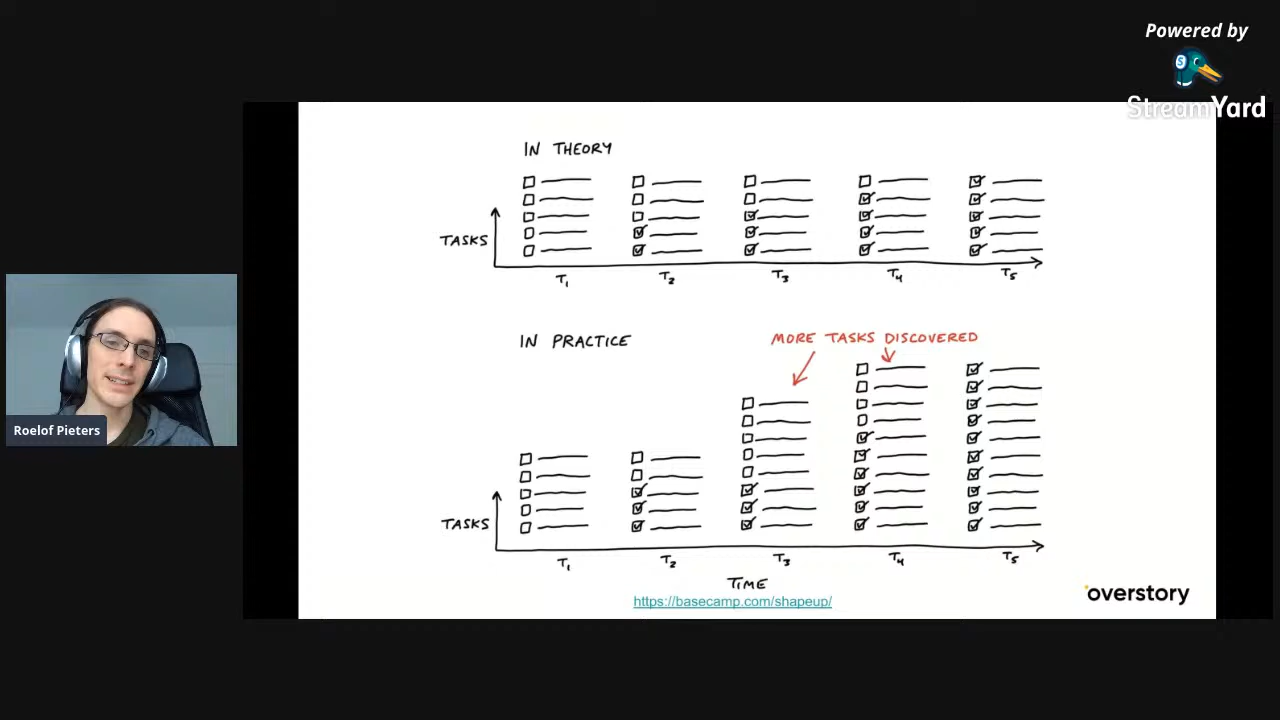 Powered by
StreamYard
IN THEORY
TASKS
T1 T2 T3 T4 T5
IN PRACTICE
MORE TASKS DISCOVERED
TASKS
T1 T2 T3 T4 T5
TIME
https://basecamp.com/shapeup/
overstory
Roelof Pieters